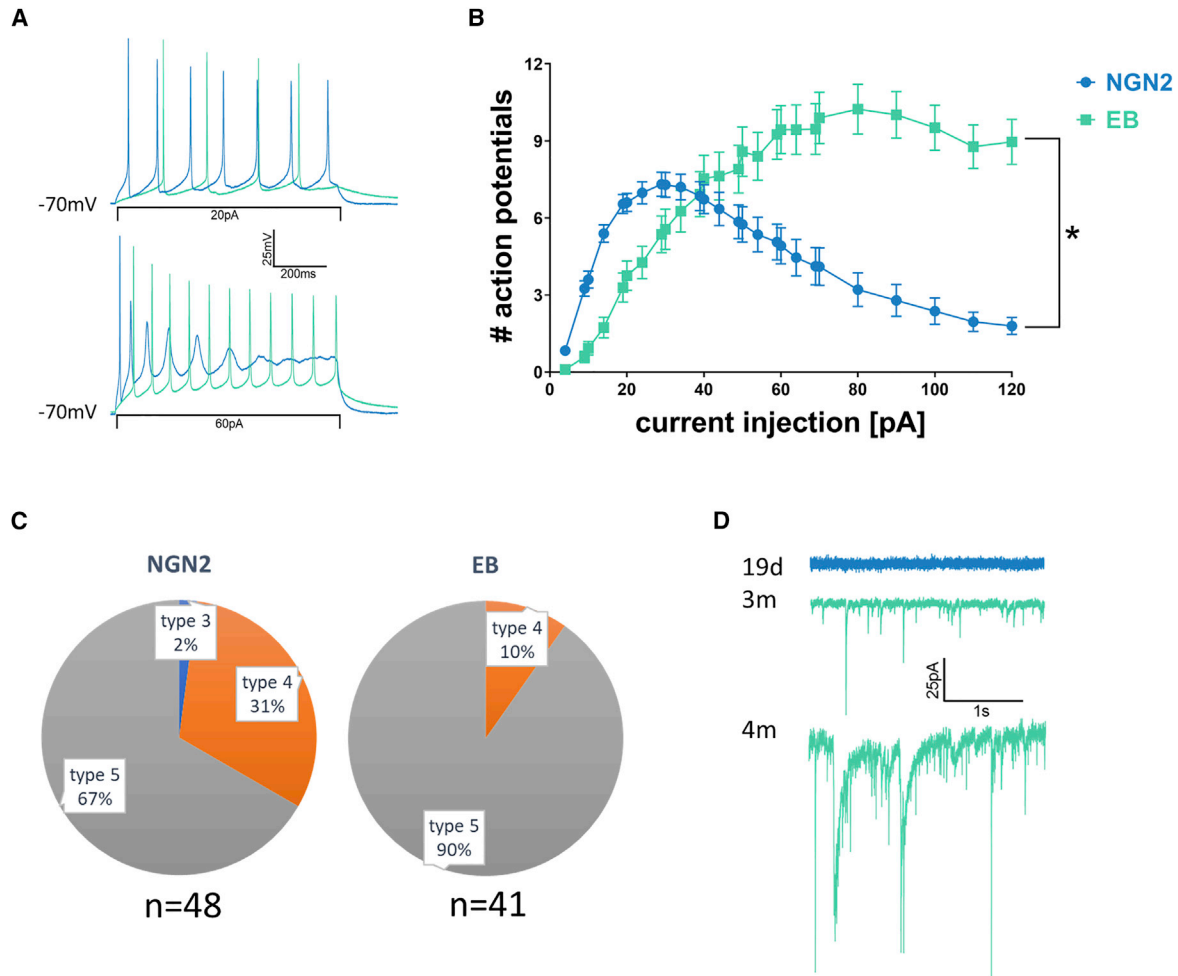 A
-70mV
20pA
25mV
200ms
-70mV
60pA
B
# action potentials
12
9
6
3
0
0
20
40
60
80
100
120
current injection [pA]
NGN2
EB
*
C
NGN2
type 3
2%
type 4
31%
type 5
67%
n=48
EB
type 4
10%
type 5
90%
n=41
D
19d
3m
25pA
1s
4m